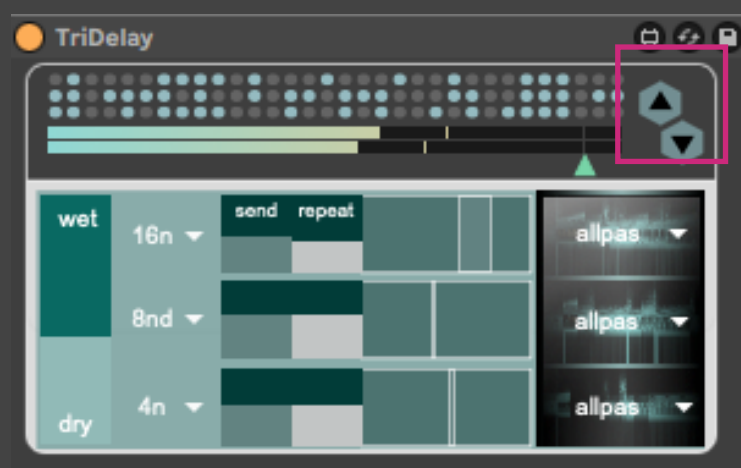 TriDelay
wet
16n
send repeat
allpas
8nd
allpas
dry
4n
allpas